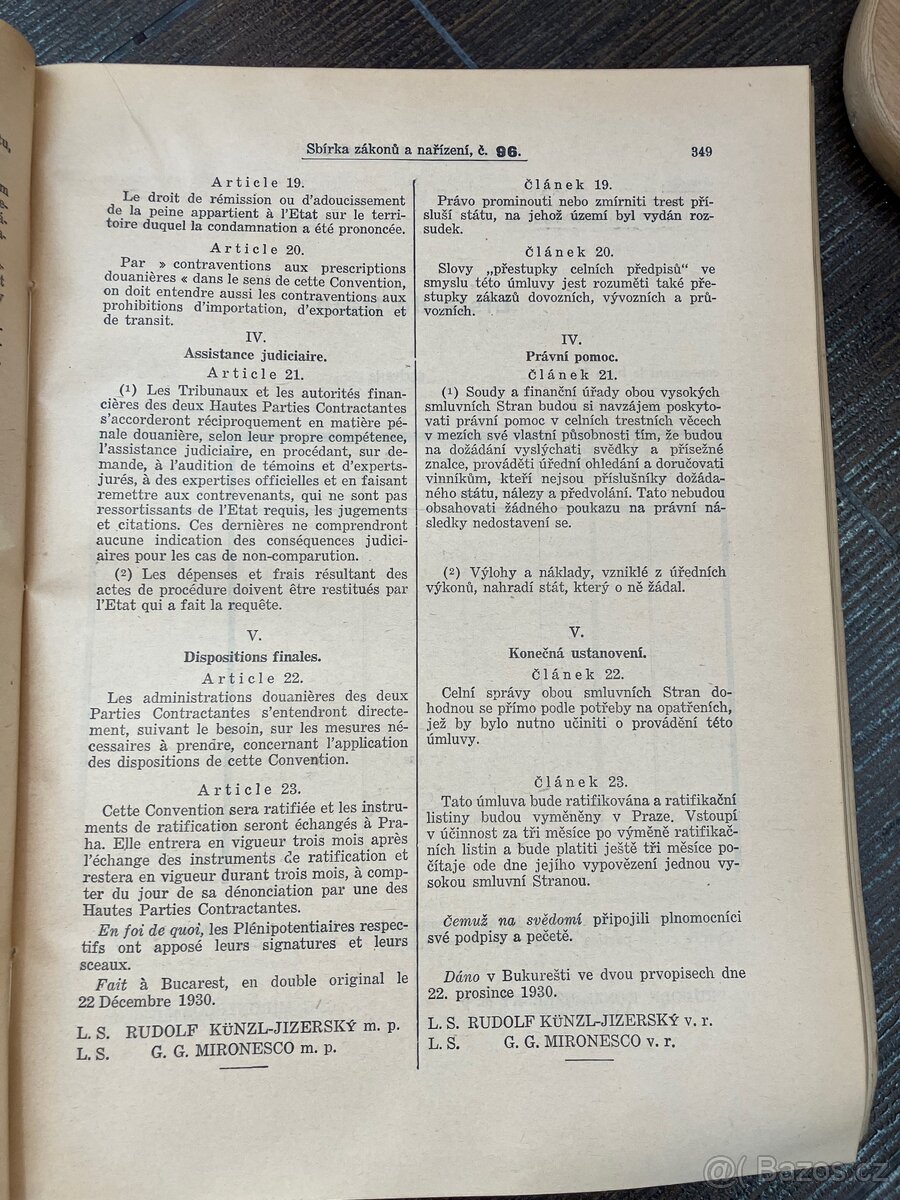 Sbírka zákonů a nařízení, č. 96.
349
Article 19.
Le droit de rémission ou d'adoucissement
de la peine appartient à l'Etat sur le terri-
toire duquel la condamnation a été prononcée.
Article 20.
Par » contraventions aux prescriptions
douanières « dans le sens de cette Convention,
on doit entendre aussi les contraventions aux
prohibitions d'importation, d'exportation et
de transit.
IV.
Assistance judiciaire.
Article 21.
(1) Les Tribunaux et les autorités finan-
cières des deux Hautes Parties Contractantes
s'accorderont réciproquement en matière pé-
nale douanière, selon leur propre compétence,
l'assistance judiciaire, en procédant, sur de-
mande, à l'audition de témoins et d'experts-
jurés, à des expertises officielles et en faisant
remettre aux contrevenants, qui ne sont pas
ressortissants de l'Etat requis, les jugements
et citations. Ces dernières ne comprendront
aucune indication des conséquences judici-
aires pour les cas de non-comparution.
(2) Les dépenses et frais résultant des
actes de procédure doivent être restitués par
l'Etat qui a fait la requête.
V.
Dispositions finales.
Article 22.
Les administrations douanières des deux
Parties Contractantes s'entendront directe-
ment, suivant le besoin, sur les mesures né-
cessaires à prendre, concernant l'application
des dispositions de cette Convention.
Article 23.
Cette Convention sera ratifiée et les instru-
ments de ratification seront échangés à Pra-
ha. Elle entrera en vigueur trois mois après
l'échange des instruments de ratification et
restera en vigueur durant trois mois, à comp-
ter du jour de sa dénonciation par une des
Hautes Parties Contractantes.
En foi de quoi, les Plénipotentiaires respec-
tifs ont apposé leurs signatures et leurs
sceaux.
Fait à Bucarest, en double original le
22 Décembre 1930.
L. S. RUDOLF KÜNZL-JIZERSKÝ m. p.
L. S. G. G. MIRONESCO m. p.
Článek 19.
Právo prominouti nebo zmírniti trest pří-
sluší státu, na jehož území byl vydán roz-
sudek.
Článek 20.
Slovy „přestupky celních předpisů“ ve
smyslu této úmluvy jest rozuměti také pře-
stupky zákazů dovozních, vývozních a prů-
vozních.
IV.
Právní pomoc.
Článek 21.
(1) Soudy a finanční úřady obou vysokých
smluvních Stran budou si navzájem poskyto-
vati právní pomoc v celních trestních věcech
v mezích své vlastní působnosti tím, že budou
na dožádání vyslýchati svědky a přísežné
znalce, prováděti úřední ohledání a doručovati
vinníkům, kteří nejsou příslušníky dožáda-
ného státu, nálezy a předvolání. Tato nebudou
obsahovati žádného poukazu na právní ná-
sledky nedostavení se.
(2) Výlohy a náklady, vzniklé z úředních
výkonů, nahradí stát, který o ně žádal.
V.
Konečná ustanovení.
Článek 22.
Celní správy obou smluvních Stran do-
hodnou se přímo podle potřeby na opatřeních,
jež by bylo nutno učiniti o provádění této
úmluvy.
Článek 23.
Tato úmluva bude ratifikována a ratifikační
listiny budou vyměněny v Praze. Vstoupí
v účinnost za tři měsíce po výměně ratifikač-
ních listin a bude platiti ještě tři měsíce po-
čítaje ode dne jejího vypovězení jednou vy-
sokou smluvní Stranou.
Čemuž na svědomí připojili plnomocníci
své podpisy a pečetě.
Dáno v Bukurešti ve dvou prvopisech dne
22. prosince 1930.
L. S. RUDOLF KÜNZL-JIZERSKÝ v. r.
L. S. G. G. MIRONESCO v. r.
Bazos.cz